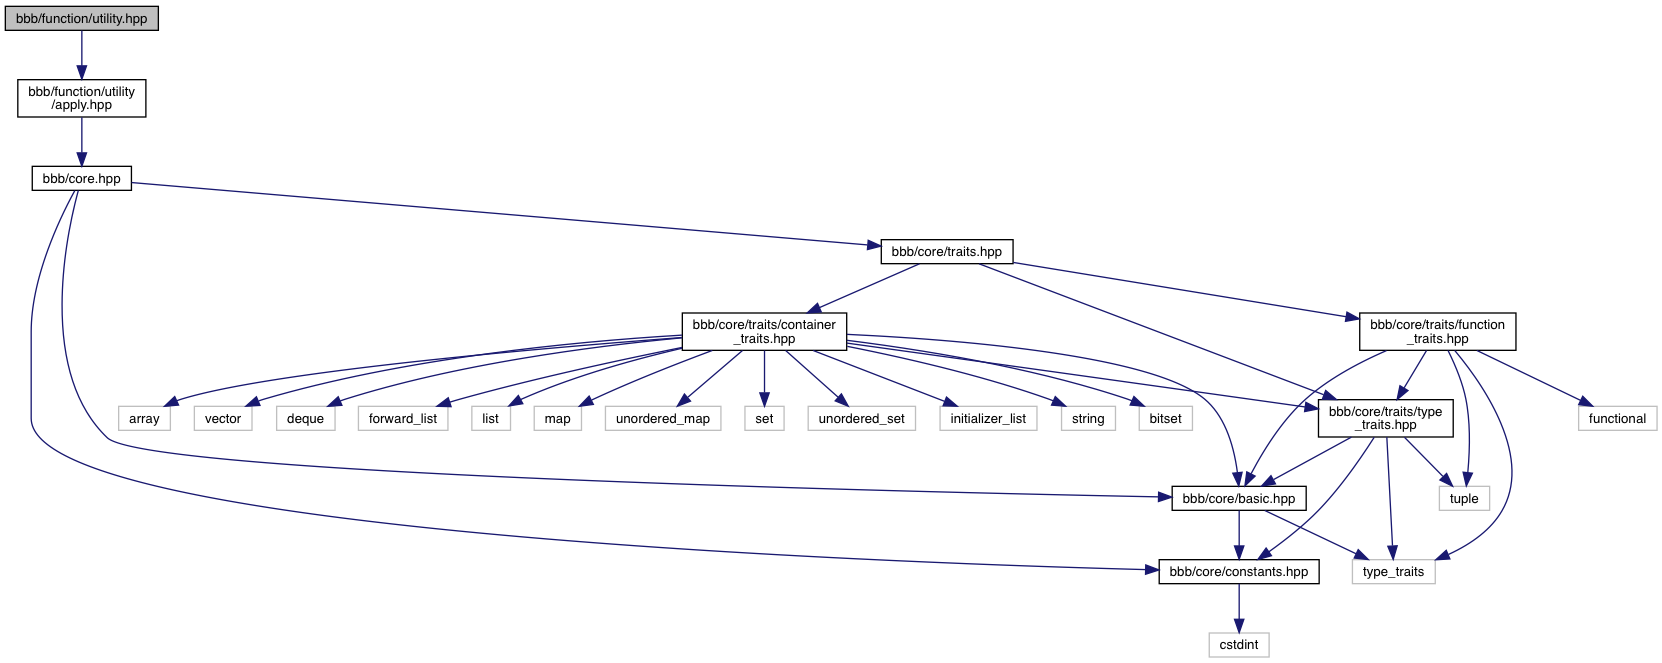 bbb/function/utility.hpp
bbb/function/utility
/apply.hpp
bbb/core.hpp
bbb/core/traits.hpp
bbb/core/traits/container
_traits.hpp
bbb/core/traits/function
_traits.hpp
array
vector
deque
forward_list
list
map
unordered_map
set
unordered_set
initializer_list
string
bitset
bbb/core/traits/type
_traits.hpp
functional
bbb/core/basic.hpp
tuple
bbb/core/constants.hpp
type_traits
cstdint